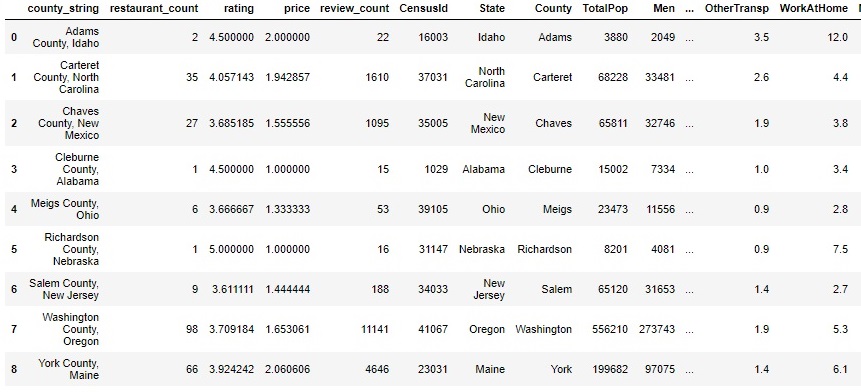 county_string restaurant_count rating price review_count CensusId State County TotalPop Men ... OtherTransp WorkAtHome
0 Adams County, Idaho 2 4.500000 2.000000 22 16003 Idaho Adams 3880 2049 ... 3.5 12.0
1 Carteret County, North Carolina 35 4.057143 1.942857 1610 37031 North Carolina Carteret 68228 33481 ... 2.6 4.4
2 Chaves County, New Mexico 27 3.685185 1.555556 1095 35005 New Mexico Chaves 65811 32746 ... 1.9 3.8
3 Cleburne County, Alabama 1 4.500000 1.000000 15 1029 Alabama Cleburne 15002 7334 ... 1.0 3.4
4 Meigs County, Ohio 6 3.666667 1.333333 53 39105 Ohio Meigs 23473 11556 ... 0.9 2.8
5 Richardson County, Nebraska 1 5.000000 1.000000 16 31147 Nebraska Richardson 8201 4081 ... 0.9 7.5
6 Salem County, New Jersey 9 3.611111 1.444444 188 34033 New Jersey Salem 65120 31653 ... 1.4 2.7
7 Washington County, Oregon 98 3.709184 1.653061 11141 41067 Oregon Washington 556210 273743 ... 1.9 5.3
8 York County, Maine 66 3.924242 2.060606 4646 23031 Maine York 199682 97075 ... 1.4 6.1